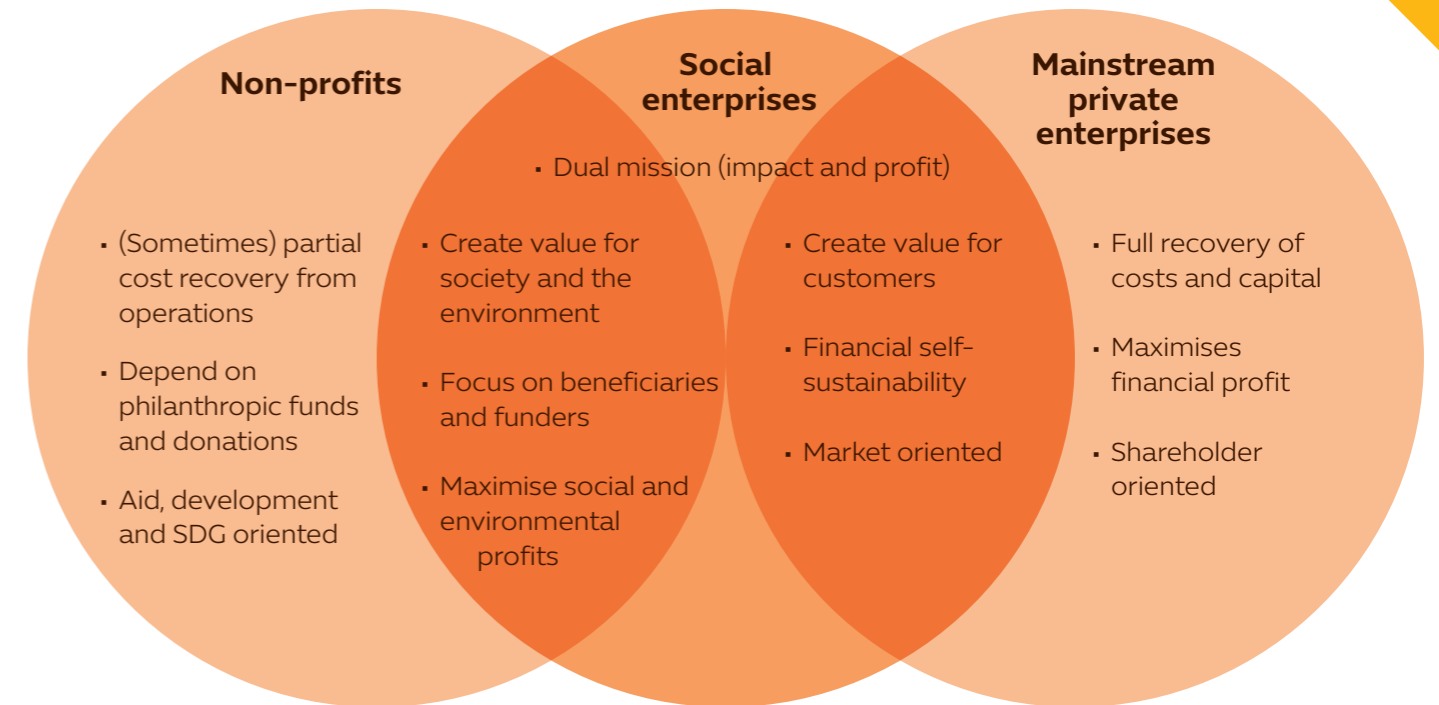 Non-profits
Social
enterprises
Mainstream
private
enterprises
▪ Dual mission (impact and profit)
▪ (Sometimes) partial
cost recovery from
operations
▪ Depend on
philanthropic funds
and donations
▪ Aid, development
and SDG oriented
▪ Create value for
society and the
environment
▪ Focus on beneficiaries
and funders
▪ Maximise social and
environmental
profits
▪ Create value for
customers
▪ Financial self-
sustainability
▪ Market oriented
▪ Full recovery of
costs and capital
▪ Maximises
financial profit
▪ Shareholder
oriented